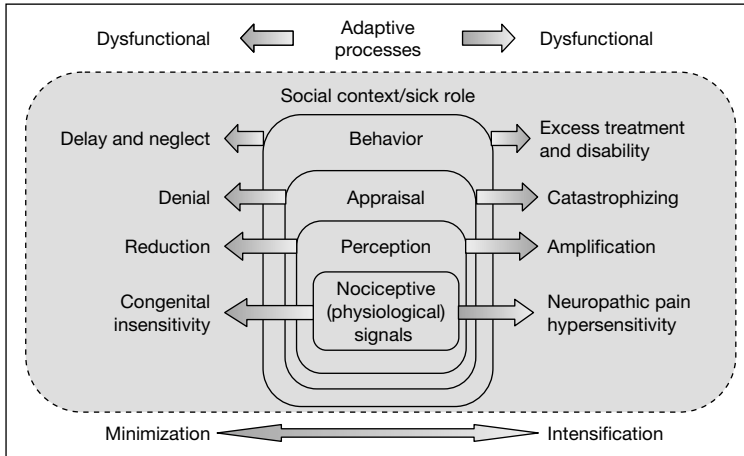 Dysfunctional Adaptive processes Dysfunctional
Social context/sick role
Delay and neglect Behavior Excess treatment and disability
Denial Appraisal Catastrophizing
Reduction Perception Amplification
Congenital insensitivity Nociceptive (physiological) signals Neuropathic pain hypersensitivity
Minimization Intensification